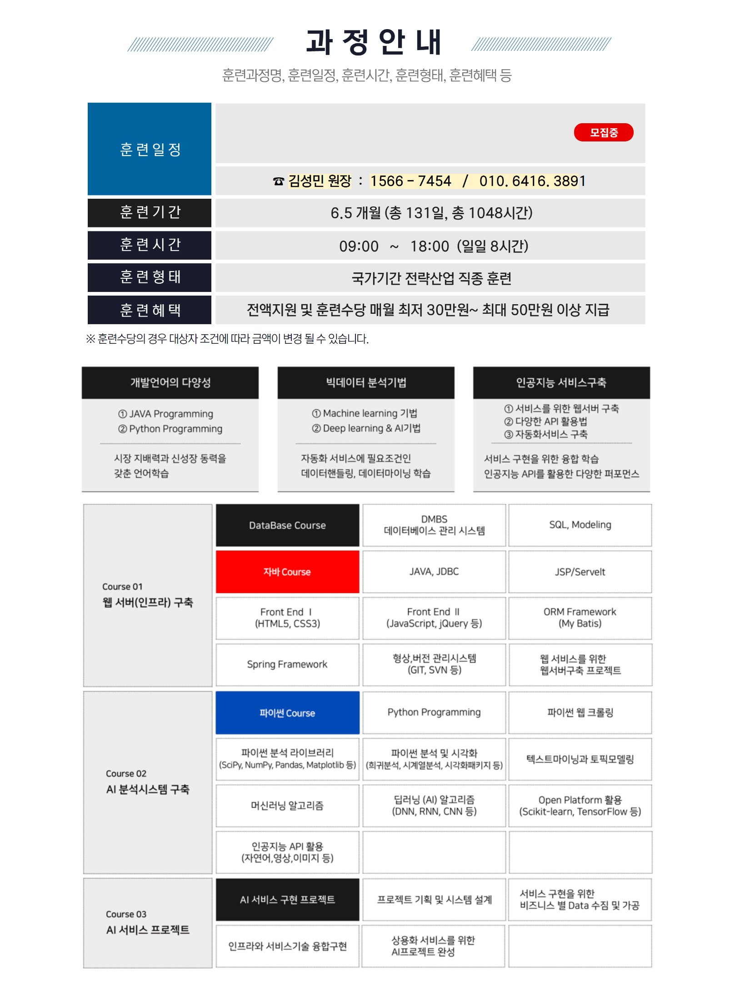 과정안내
훈련과정명, 훈련일정, 훈련시간, 훈련형태, 훈련혜택 등
훈련일정
모집중
☎ 김성민 원장 : 1566 - 7454 / 010. 6416. 3891
훈련기간
6.5 개월 (총 131일, 총 1048시간)
훈련시간
09:00 ~ 18:00 (일일 8시간)
훈련형태
국가기간 전략산업 직종 훈련
훈련혜택
전액지원 및 훈련수당 매월 최저 30만원~ 최대 50만원 이상 지급
※ 훈련수당의 경우 대상자 조건에 따라 금액이 변경 될 수 있습니다.
개발언어의 다양성
① JAVA Programming
② Python Programming
시장 지배력과 신성장 동력을
갖춘 언어학습
빅데이터 분석기법
① Machine learning 기법
② Deep learning & AI기법
자동화 서비스에 필요조건인
데이터핸들링, 데이터마이닝 학습
인공지능 서비스구축
① 서비스를 위한 웹서버 구축
② 다양한 API 활용법
③ 자동화서비스 구축
서비스 구현을 위한 융합 학습
인공지능 API를 활용한 다양한 퍼포먼스
Course 01
웹 서버(인프라) 구축
DataBase Course
DMBS
데이터베이스 관리 시스템
SQL, Modeling
자바 Course
JAVA, JDBC
JSP/Servelt
Front End Ⅰ
(HTML5, CSS3)
Front End Ⅱ
(JavaScript, jQuery 등)
ORM Framework
(My Batis)
Spring Framework
형상,버전 관리시스템
(GIT, SVN 등)
웹 서비스를 위한
웹서버구축 프로젝트
Course 02
AI 분석시스템 구축
파이썬 Course
Python Programming
파이썬 웹 크롤링
파이썬 분석 라이브러리
(SciPy, NumPy, Pandas, Matplotlib 등)
파이썬 분석 및 시각화
(희귀분석, 시계열분석, 시각화패키지 등)
텍스트마이닝과 토픽모델링
머신러닝 알고리즘
딥러닝 (AI) 알고리즘
(DNN, RNN, CNN 등)
Open Platform 활용
(Scikit-learn, TensorFlow 등)
인공지능 API 활용
(자연어,영상,이미지 등)
Course 03
AI 서비스 프로젝트
AI 서비스 구현 프로젝트
프로젝트 기획 및 시스템 설계
서비스 구현을 위한
비즈니스 별 Data 수짐 및 가공
인프라와 서비스기술 융합구현
상용화 서비스를 위한
AI프로젝트 완성